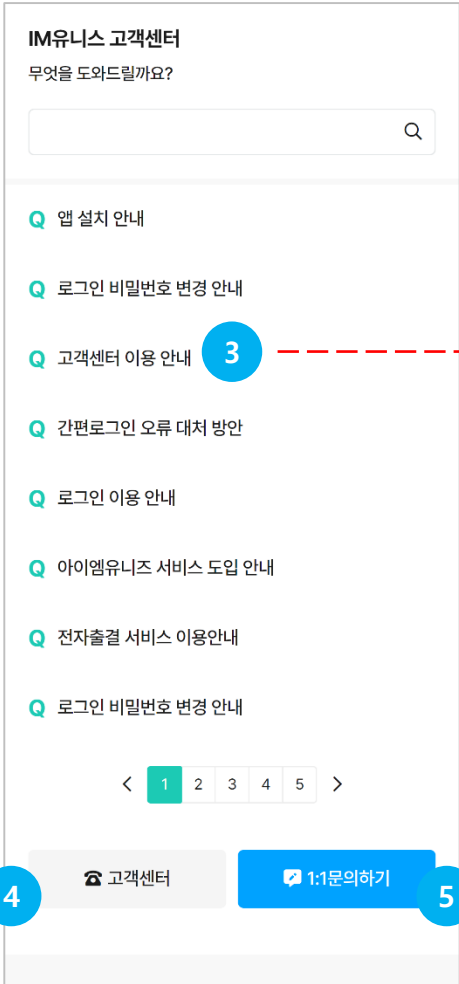 IM유니스 고객센터
무엇을 도와드릴까요?
Q 앱 설치 안내
Q 로그인 비밀번호 변경 안내
Q 고객센터 이용 안내 3
Q 간편로그인 오류 대처 방안
Q 로그인 이용 안내
Q 아이엠유니즈 서비스 도입 안내
Q 전자출결 서비스 이용안내
Q 로그인 비밀번호 변경 안내
< 1 2 3 4 5 >
4 고객센터 1:1문의하기 5